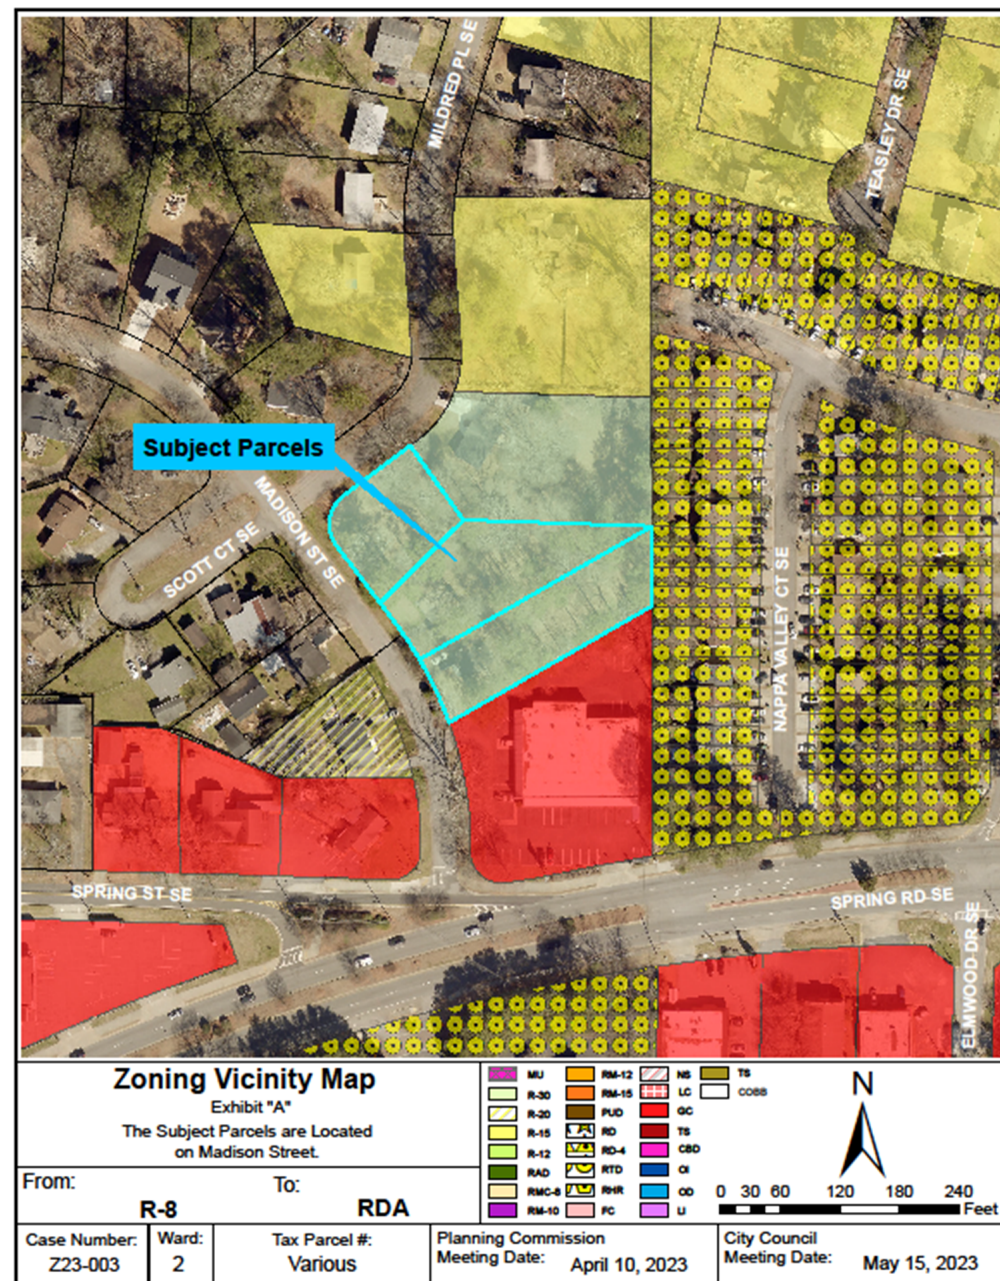 MILDRED PL SE
TEASLEY DR SE
Subject Parcels
MADISON ST SE
SCOTT CT SE
NAPPA VALLEY CT SE
SPRING ST SE
SPRING RD SE
ELMWOOD DR SE
Zoning Vicinity Map
Exhibit "A"
The Subject Parcels are Located
on Madison Street.
From:
R-8
To:
RDA
MU
R-30
R-20
R-15
R-12
RAD
RMC-8
RM-10
RM-12
RM-15
PUD
RD
RD-4
RTD
RHR
FC
NS
LC
GC
TS
CBD
OI
OD
LI
TS
COBB
N
0 30 60 120 180 240
Feet
Case Number:
Z23-003
Ward:
2
Tax Parcel #:
Various
Planning Commission
Meeting Date: April 10, 2023
City Council
Meeting Date: May 15, 2023